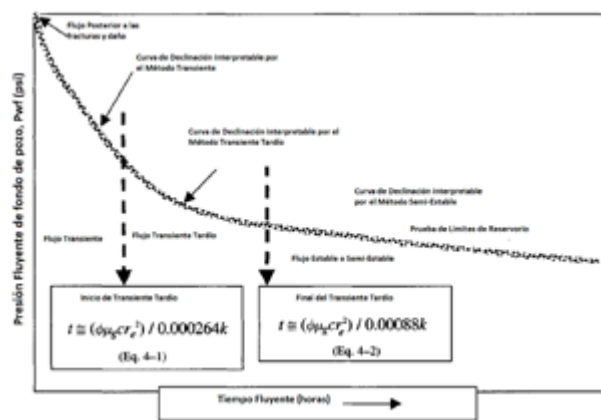 Flujo Posterior a las
fracturas y daño
Curva de Declinación Interpretable por
el Método Transiente
Curva de Declinación Interpretable por el
Método Transiente Tardío
Curva de Declinación Interpretable
por el Método Semi-Estable
Prueba de Limites de Reservorio
Flujo Transiente
Flujo Transiente Tardío
Flujo Estable o Semi-Estable
Presión Fluyente de fondo de pozo, Pwf (psi)
Inicio de Transiente Tardío
t ≅ (ϕμ_g cr_e²) / 0.000264k
(Eq. 4–1)
Final del Transiente Tardío
t ≅ (ϕμ_g cr_e²) / 0.00088k
(Eq. 4–2)
Tiempo Fluyente (horas)